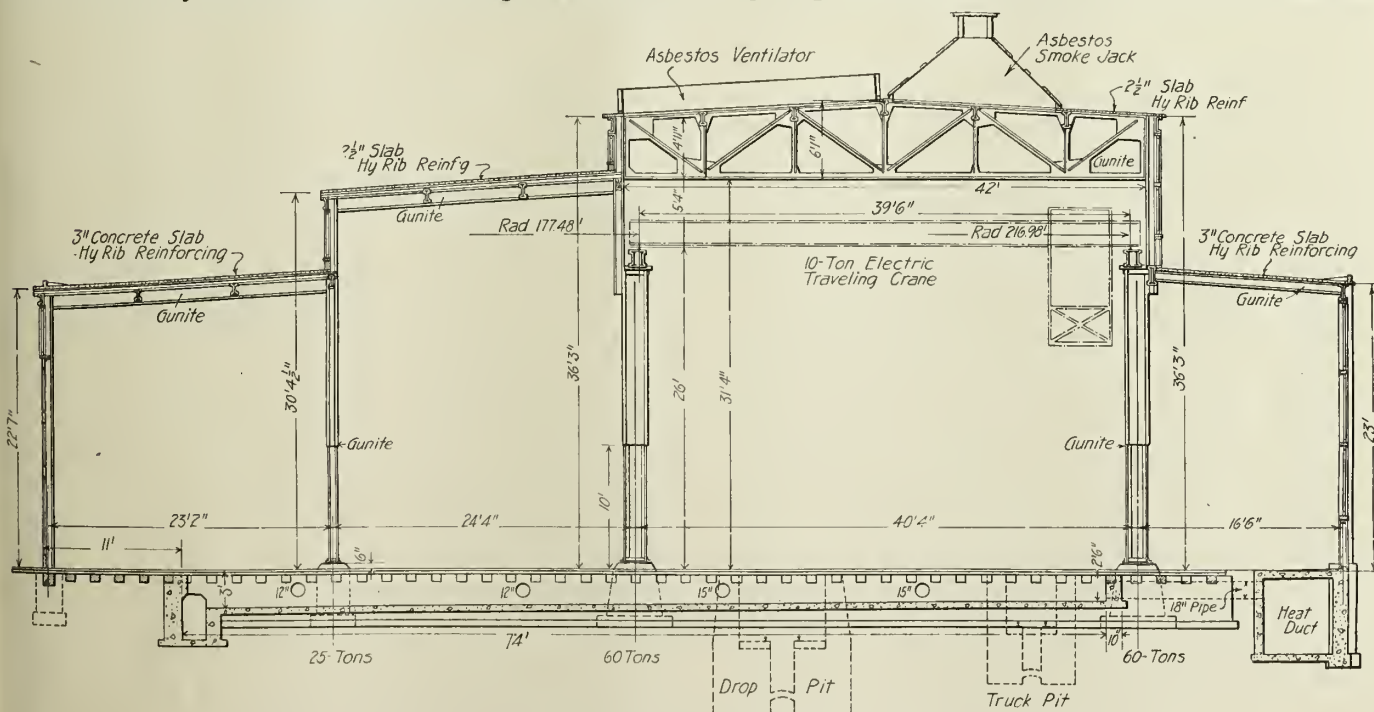 Asbestos Ventilator
Asbestos
Smoke Jack
2½" Slab
Hy Rib Reinf
2½" Slab
Hy Rib Reinf'g
4'11"
6'1"
Gunite
42'
Gunite
5'4"
39'6"
Rad 177.48'
Rad 216.98'
3" Concrete Slab
Hy Rib Reinforcing
10-Ton Electric
Traveling Crane
3" Concrete Slab
Hy Rib Reinforcing
Gunite
Gunite
22'7"
30'4½"
36'3"
26'
31'4"
36'3"
23'
Gunite
Gunite
10'
23'2"
24'4"
40'4"
16'6"
11'
6"
2'6"
3'
12"
12"
15"
15"
18" Pipe
Heat
Duct
74'
10"
25-Tons
60 Tons
60-Tons
Drop Pit
Truck Pit